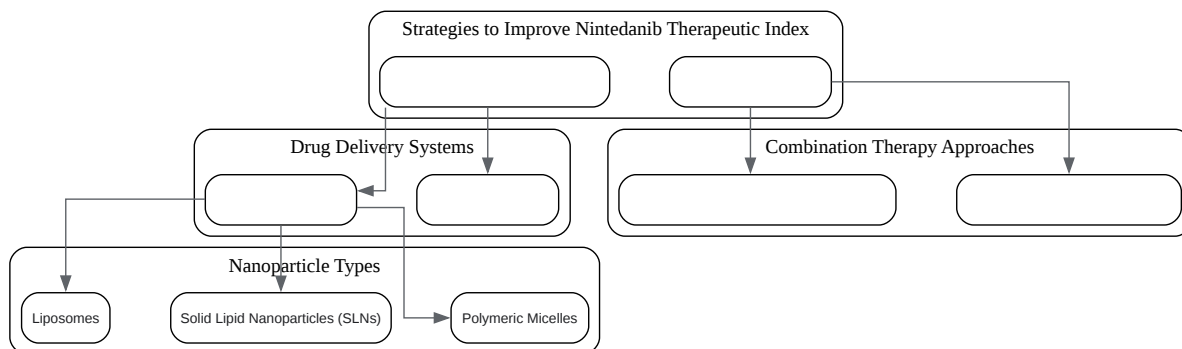 Strategies to Improve Nintedanib Therapeutic Index
Drug Delivery Systems
Combination Therapy Approaches
Nanoparticle Types
Liposomes
Solid Lipid Nanoparticles (SLNs)
Polymeric Micelles